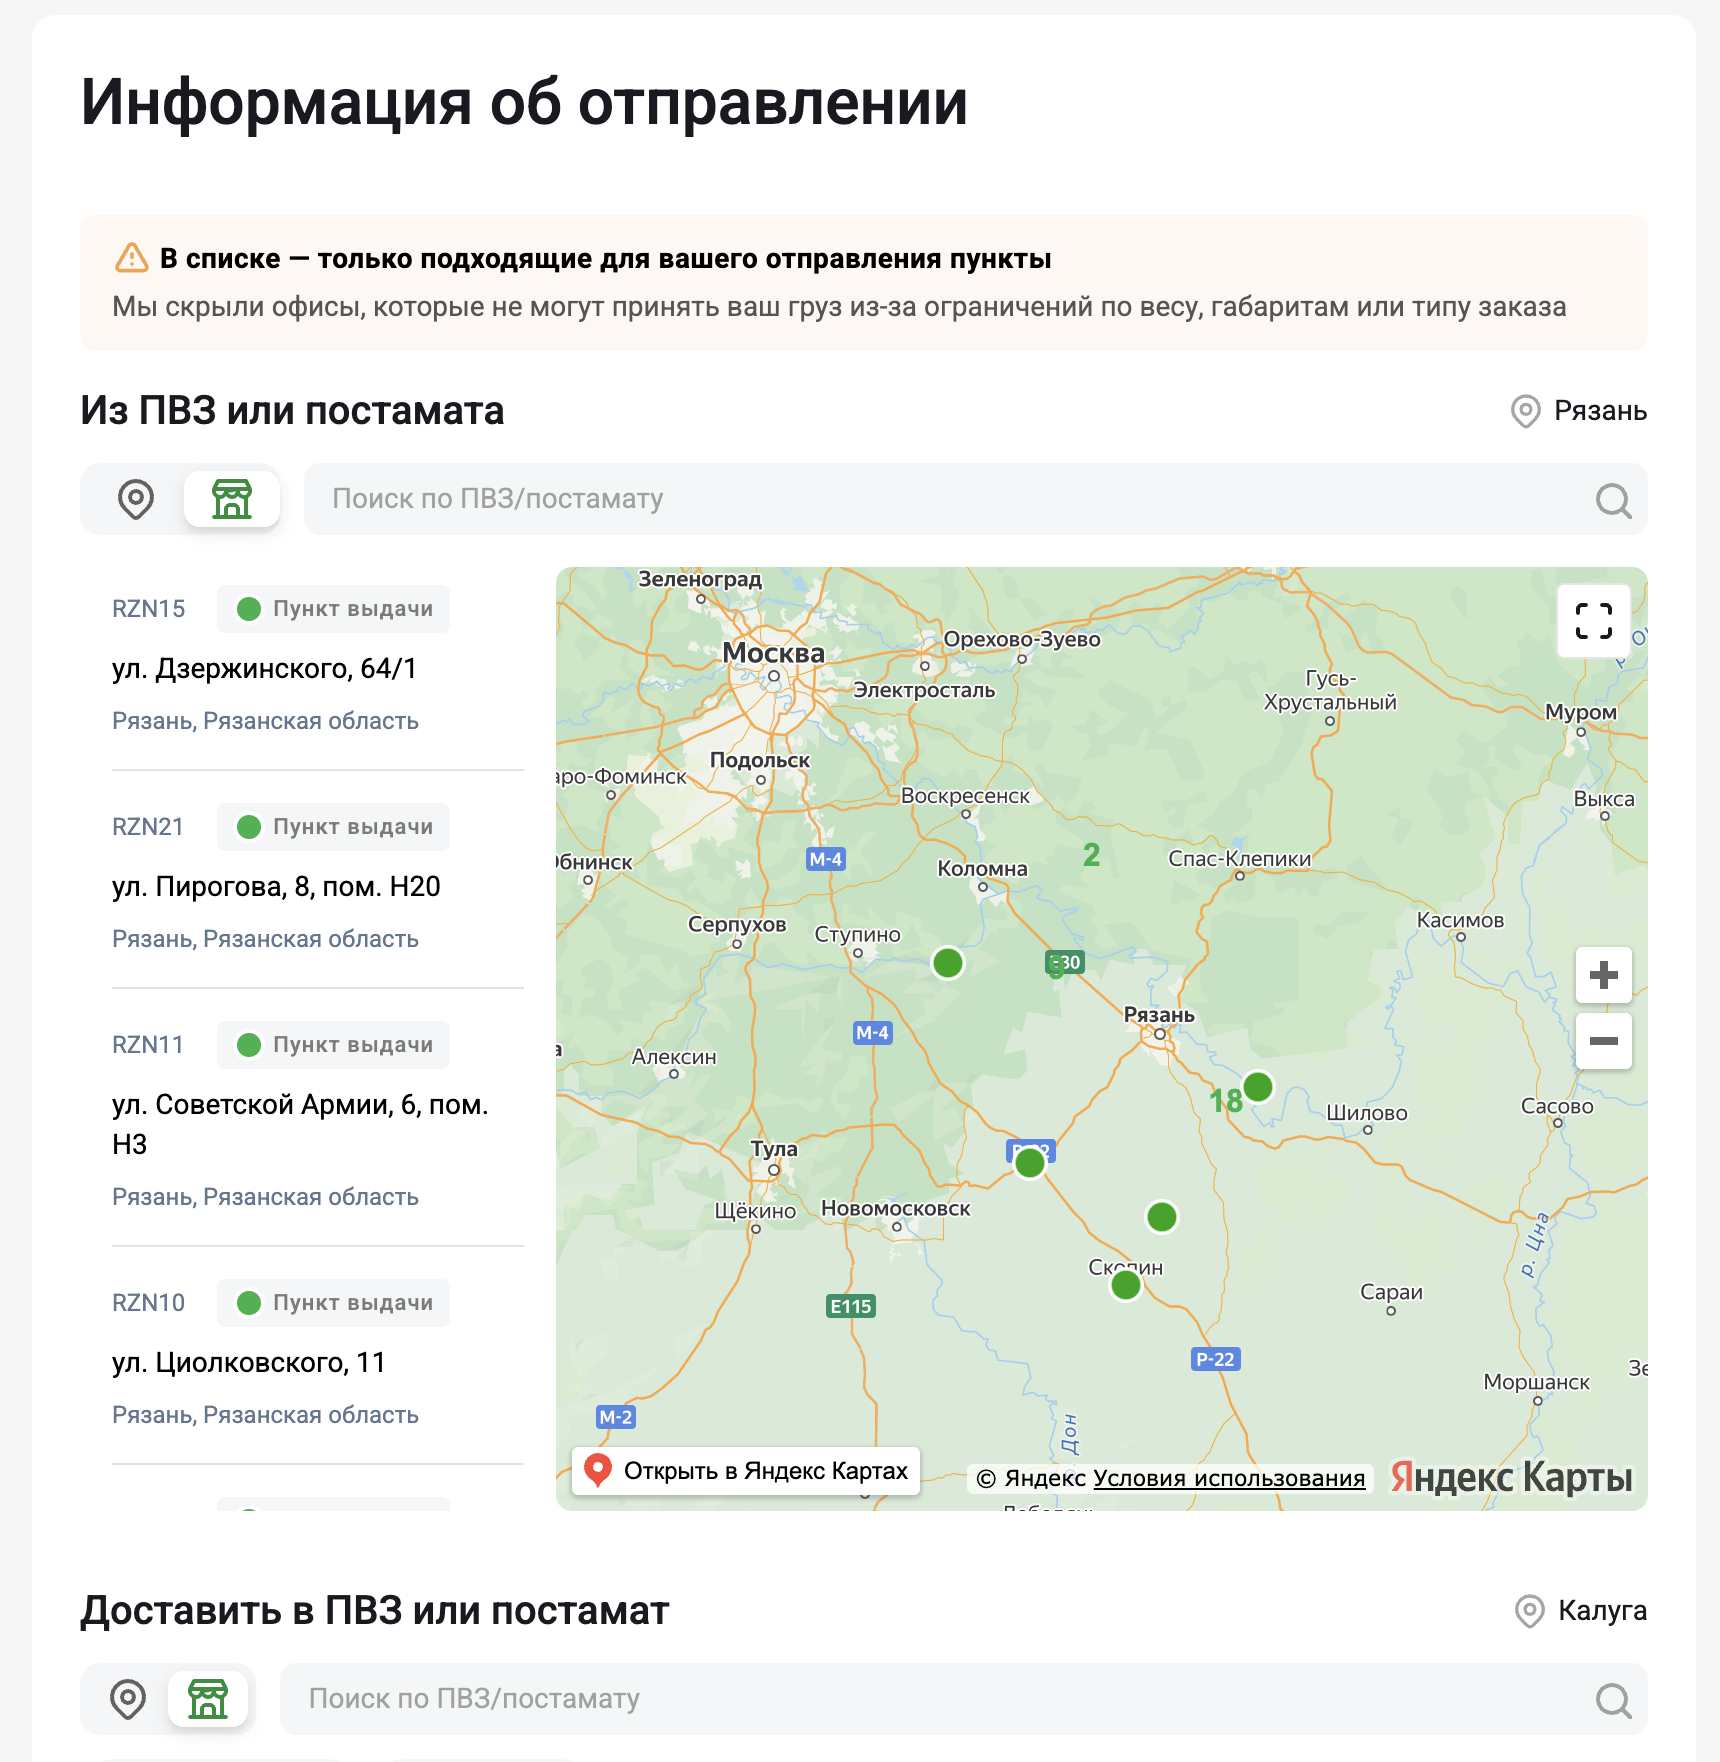 Информация об отправлении
В списке — только подходящие для вашего отправления пункты
Мы скрыли офисы, которые не могут принять ваш груз из-за ограничений по весу, габаритам или типу заказа
Из ПВЗ или постамата
Рязань
Поиск по ПВЗ/постамату
RZN15
Пункт выдачи
ул. Дзержинского, 64/1
Рязань, Рязанская область
RZN21
Пункт выдачи
ул. Пирогова, 8, пом. Н20
Рязань, Рязанская область
RZN11
Пункт выдачи
ул. Советской Армии, 6, пом.
Н3
Рязань, Рязанская область
RZN10
Пункт выдачи
ул. Циолковского, 11
Рязань, Рязанская область
Зеленоград
Орехово-Зуево
Москва
Электросталь
Гусь-
Хрустальный
Муром
Подольск
аро-Фоминск
Воскресенск
Выкса
М-4
2
Обнинск
Коломна
Спас-Клепики
Серпухов
Ступино
Касимов
Е30
Рязань
М-4
Алексин
18
Шилово
Сасово
Тула
Щёкино
Новомосковск
р. Цна
Скопин
Сараи
Е115
Р-22
Моршанск
М-2
Дон
Открыть в Яндекс Картах
© Яндекс Условия использования
Яндекс Карты
Доставить в ПВЗ или постамат
Калуга
Поиск по ПВЗ/постамату